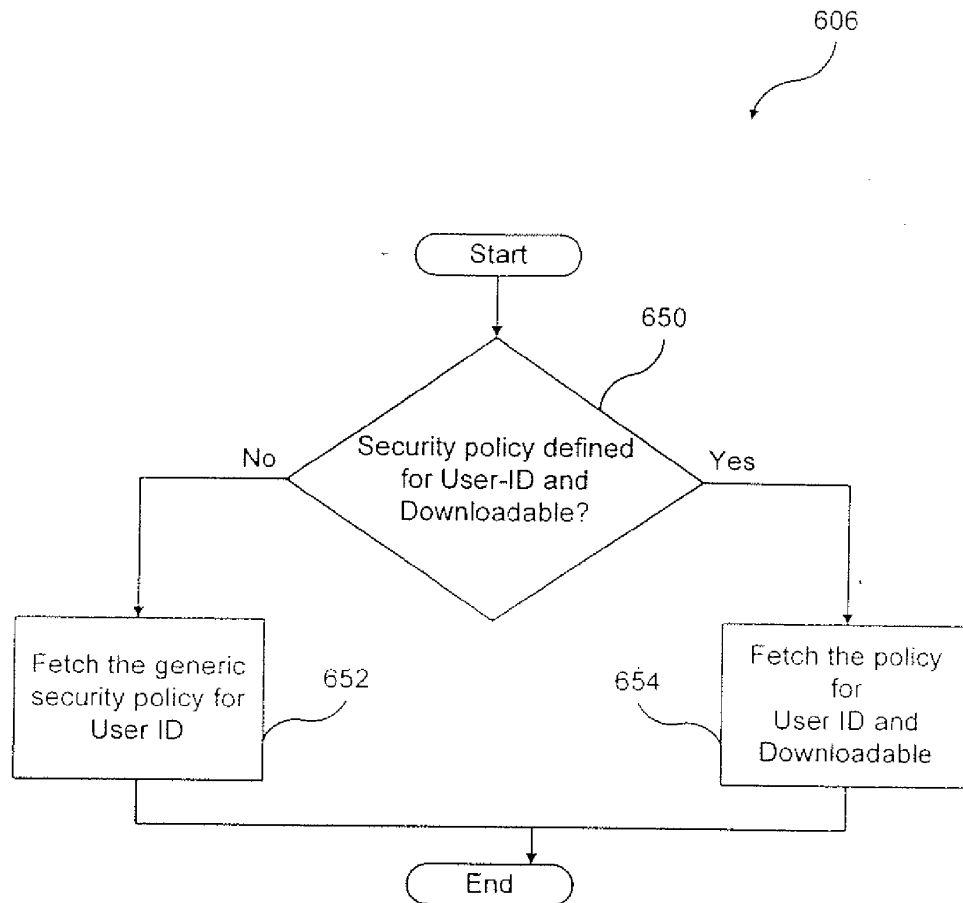 606
Start
650
Security policy defined
for User-ID and
Downloadable?
No
Yes
Fetch the generic
security policy for
User ID
652
654
Fetch the policy
for
User ID and
Downloadable
End